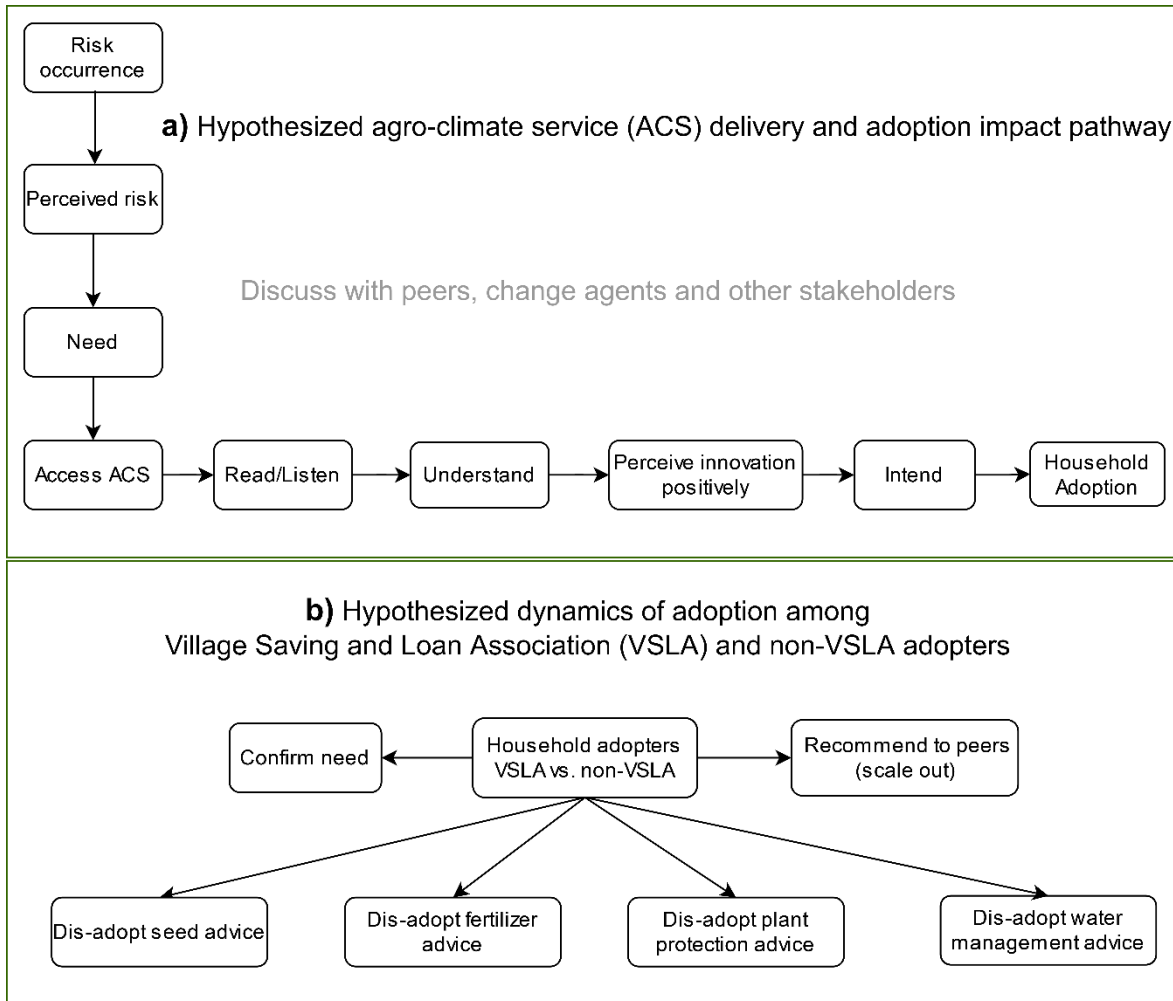 Risk
occurrence
a) Hypothesized agro-climate service (ACS) delivery and adoption impact pathway
Perceived risk
Discuss with peers, change agents and other stakeholders
Need
Access ACS
Read/Listen
Understand
Perceive innovation
positively
Intend
Household
Adoption
b) Hypothesized dynamics of adoption among
Village Saving and Loan Association (VSLA) and non-VSLA adopters
Confirm need
Household adopters
VSLA vs. non-VSLA
Recommend to peers
(scale out)
Dis-adopt seed advice
Dis-adopt fertilizer
advice
Dis-adopt plant
protection advice
Dis-adopt water
management advice